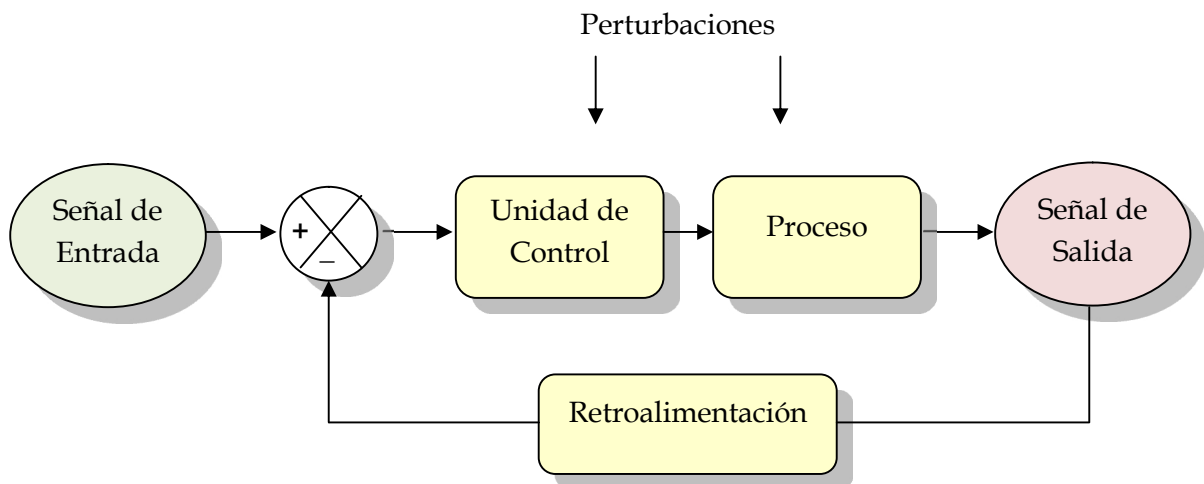 Perturbaciones
Señal de
Entrada
+
–
Unidad de
Control
Proceso
Señal de
Salida
Retroalimentación